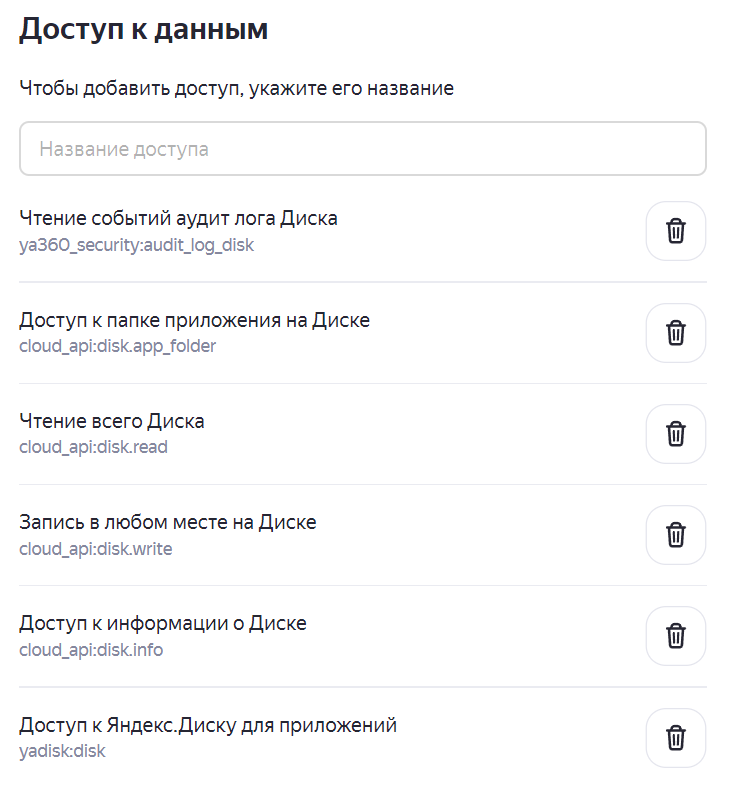 Доступ к данным
Чтобы добавить доступ, укажите его название
Название доступа
Чтение событий аудит лога Диска
ya360_security:audit_log_disk
Доступ к папке приложения на Диске
cloud_api:disk.app_folder
Чтение всего Диска
cloud_api:disk.read
Запись в любом месте на Диске
cloud_api:disk.write
Доступ к информации о Диске
cloud_api:disk.info
Доступ к Яндекс.Диску для приложений
yadisk:disk